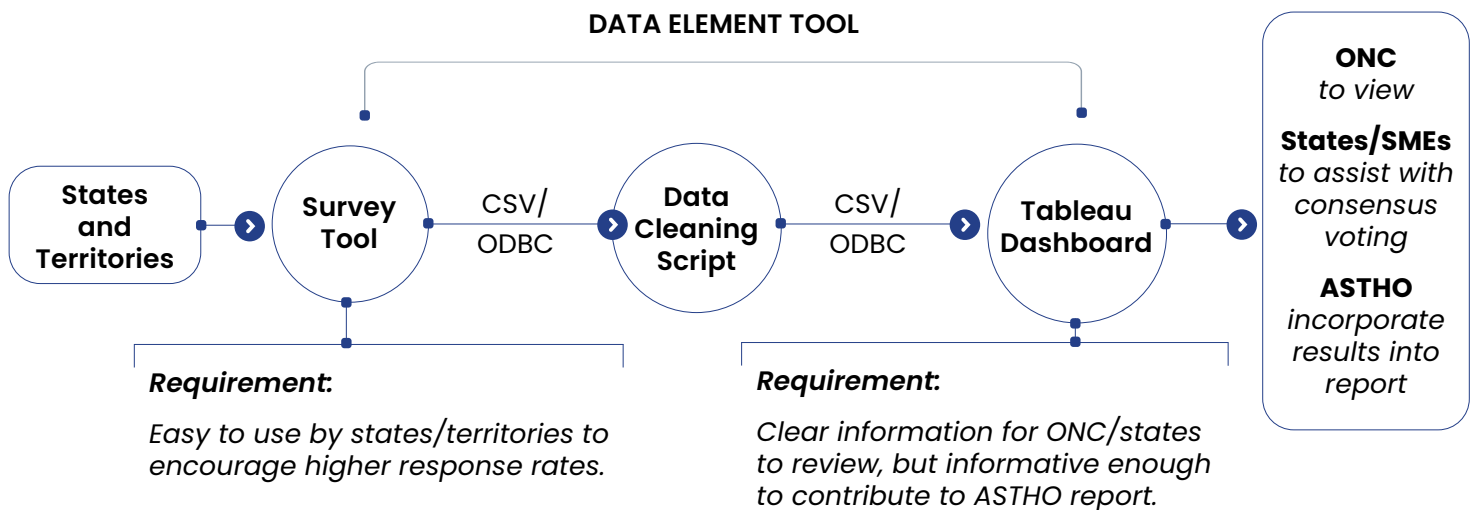 DATA ELEMENT TOOL
States
and
Territories
Survey
Tool
CSV/
ODBC
Data
Cleaning
Script
CSV/
ODBC
Tableau
Dashboard
ONC
to view
States/SMEs
to assist with
consensus
voting
ASTHO
incorporate
results into
report
Requirement:
Easy to use by states/territories to
encourage higher response rates.
Requirement:
Clear information for ONC/states
to review, but informative enough
to contribute to ASTHO report.